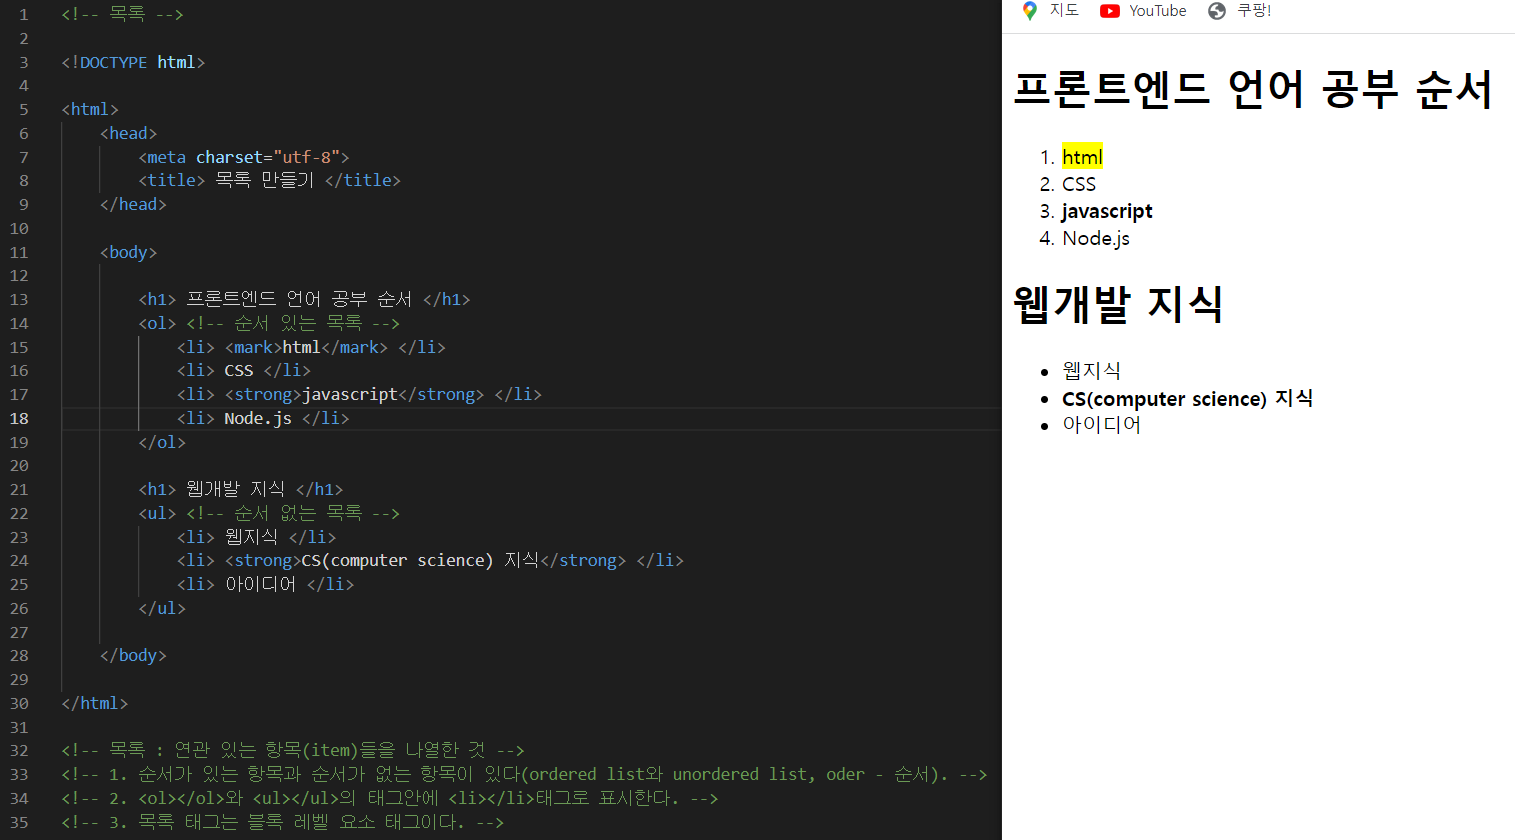 1 <!-- 목록 -->
2
3 <!DOCTYPE html>
4
5 <html>
6 <head>
7 <meta charset="utf-8">
8 <title> 목록 만들기 </title>
9 </head>
10
11 <body>
12
13 <h1> 프론트엔드 언어 공부 순서 </h1>
14 <ol> <!-- 순서 있는 목록 -->
15 <li> <mark>html</mark> </li>
16 <li> CSS </li>
17 <li> <strong>javascript</strong> </li>
18 <li> Node.js </li>
19 </ol>
20
21 <h1> 웹개발 지식 </h1>
22 <ul> <!-- 순서 없는 목록 -->
23 <li> 웹지식 </li>
24 <li> <strong>CS(computer science) 지식</strong> </li>
25 <li> 아이디어 </li>
26 </ul>
27
28 </body>
29
30 </html>
31
32 <!-- 목록 : 연관 있는 항목(item)들을 나열한 것 -->
33 <!-- 1. 순서가 있는 항목과 순서가 없는 항목이 있다(ordered list와 unordered list, oder - 순서). -->
34 <!-- 2. <ol></ol>와 <ul></ul>의 태그안에 <li></li>태그로 표시한다. -->
35 <!-- 3. 목록 태그는 블록 레벨 요소 태그이다. -->
지도 YouTube 쿠팡!
프론트엔드 언어 공부 순서
1. html
2. CSS
3. javascript
4. Node.js
웹개발 지식
• 웹지식
• CS(computer science) 지식
• 아이디어